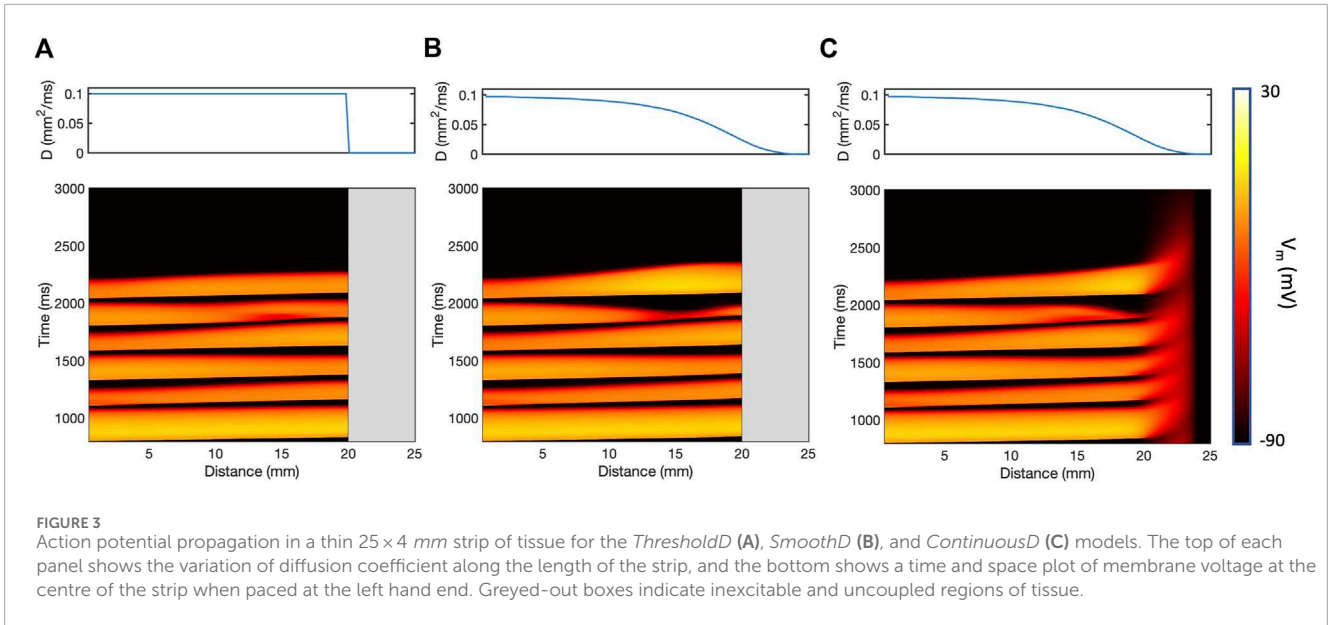 A
B
C
D (mm²/ms)
0.1
0.05
0
D (mm²/ms)
0.1
0.05
0
D (mm²/ms)
0.1
0.05
0
Time (ms)
3000
2500
2000
1500
1000
5 10 15 20 25
Distance (mm)
Time (ms)
3000
2500
2000
1500
1000
5 10 15 20 25
Distance (mm)
Time (ms)
3000
2500
2000
1500
1000
5 10 15 20 25
Distance (mm)
30
Vm (mV)
-90
FIGURE 3
Action potential propagation in a thin 25 × 4 mm strip of tissue for the ThresholdD (A), SmoothD (B), and ContinuousD (C) models. The top of each
panel shows the variation of diffusion coefficient along the length of the strip, and the bottom shows a time and space plot of membrane voltage at the
centre of the strip when paced at the left hand end. Greyed-out boxes indicate inexcitable and uncoupled regions of tissue.